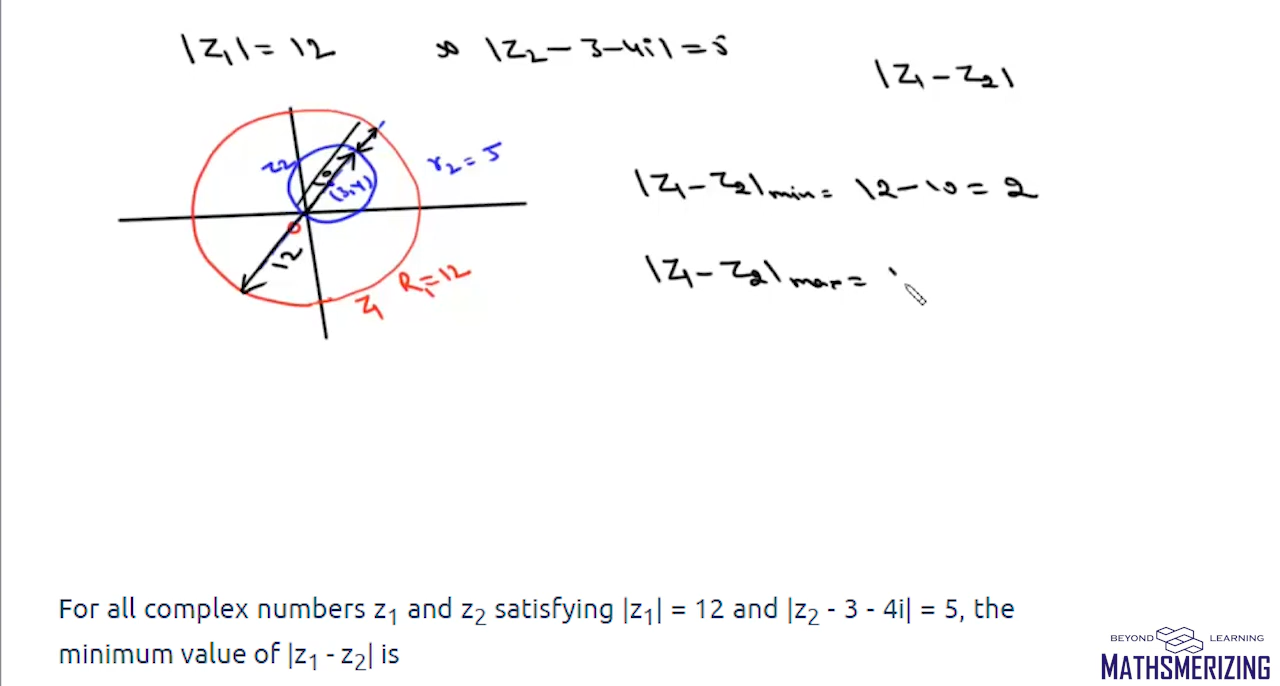 |z₁| = 12 ∞ |z₂ - 3 - 4i| = 5
|z₁ - z₂|
z2
10
(3,4)
r₂ = 5
|z₁ - z₂| min = 12 - 10 = 2
O
12
R₁ = 12
z₁
|z₁ - z₂| max =
For all complex numbers z₁ and z₂ satisfying |z₁| = 12 and |z₂ - 3 - 4i| = 5, the
minimum value of |z₁ - z₂| is
BEYOND LEARNING
MATHSMERIZING